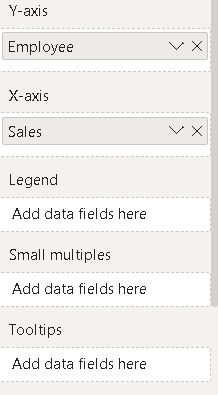 Y-axis
Employee
X-axis
Sales
Legend
Add data fields here
Small multiples
Add data fields here
Tooltips
Add data fields here